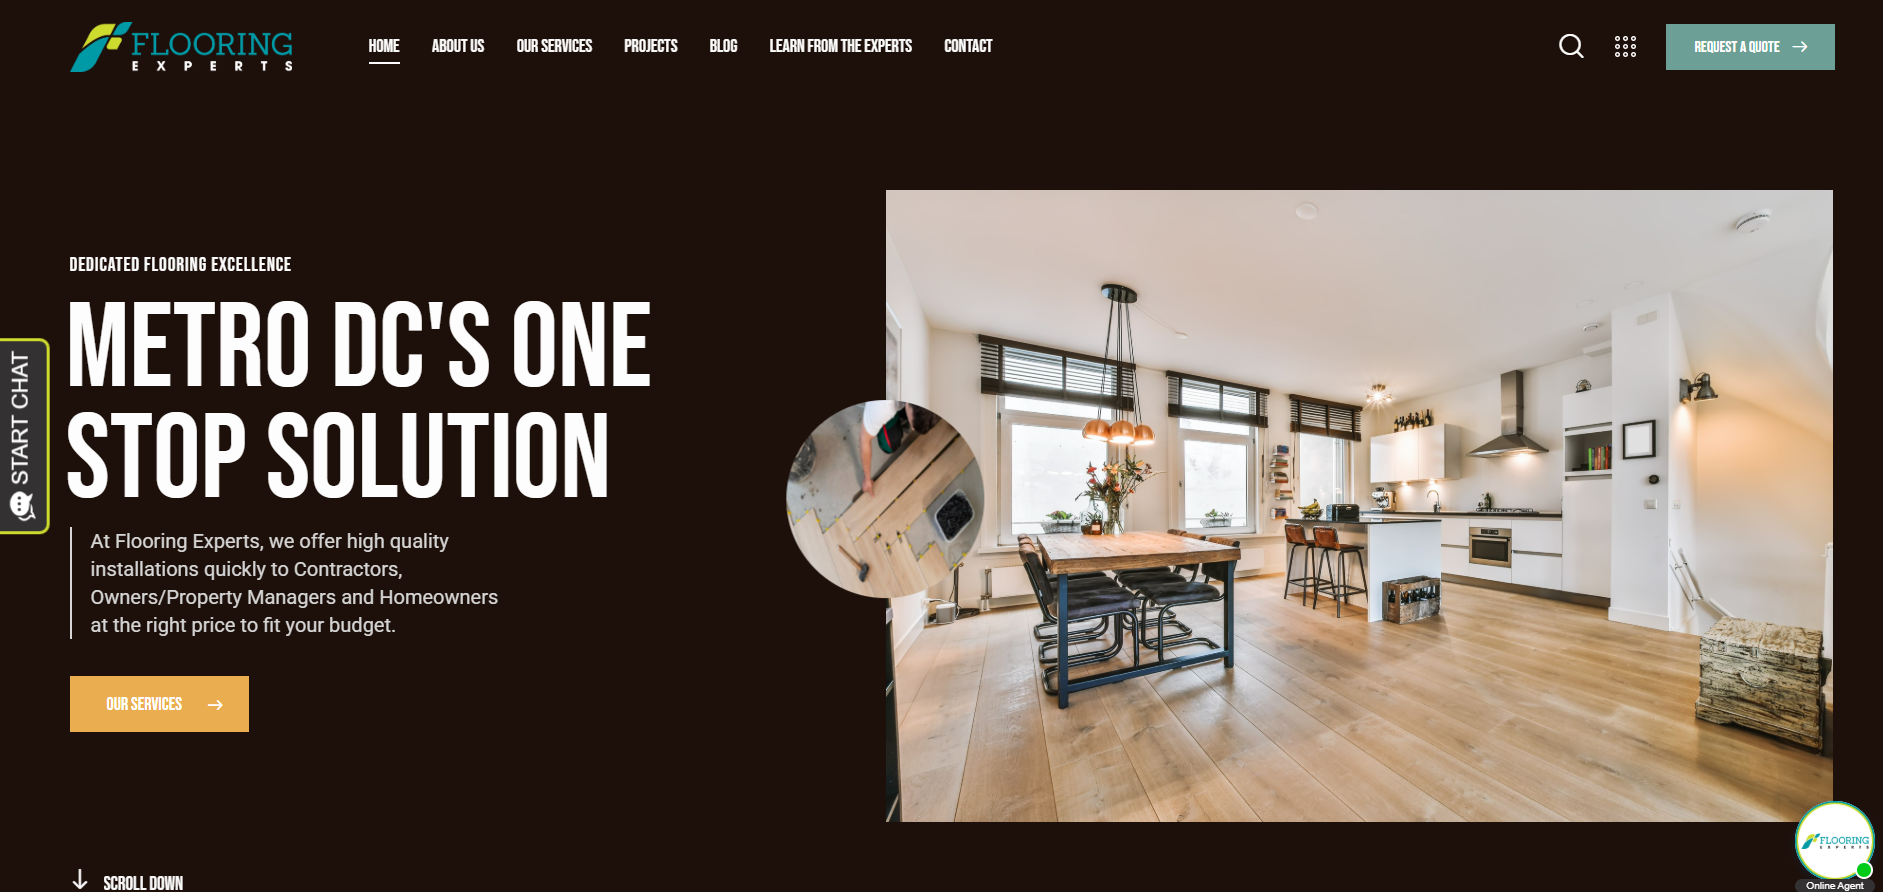 FLOORING
EXPERTS
HOME
ABOUT US
OUR SERVICES
PROJECTS
BLOG
LEARN FROM THE EXPERTS
CONTACT
REQUEST A QUOTE
DEDICATED FLOORING EXCELLENCE
METRO DC'S ONE
STOP SOLUTION
START CHAT
At Flooring Experts, we offer high quality
installations quickly to Contractors,
Owners/Property Managers and Homeowners
at the right price to fit your budget.
OUR SERVICES
SCROLL DOWN
FLOORING
EXPERTS
Online Agent